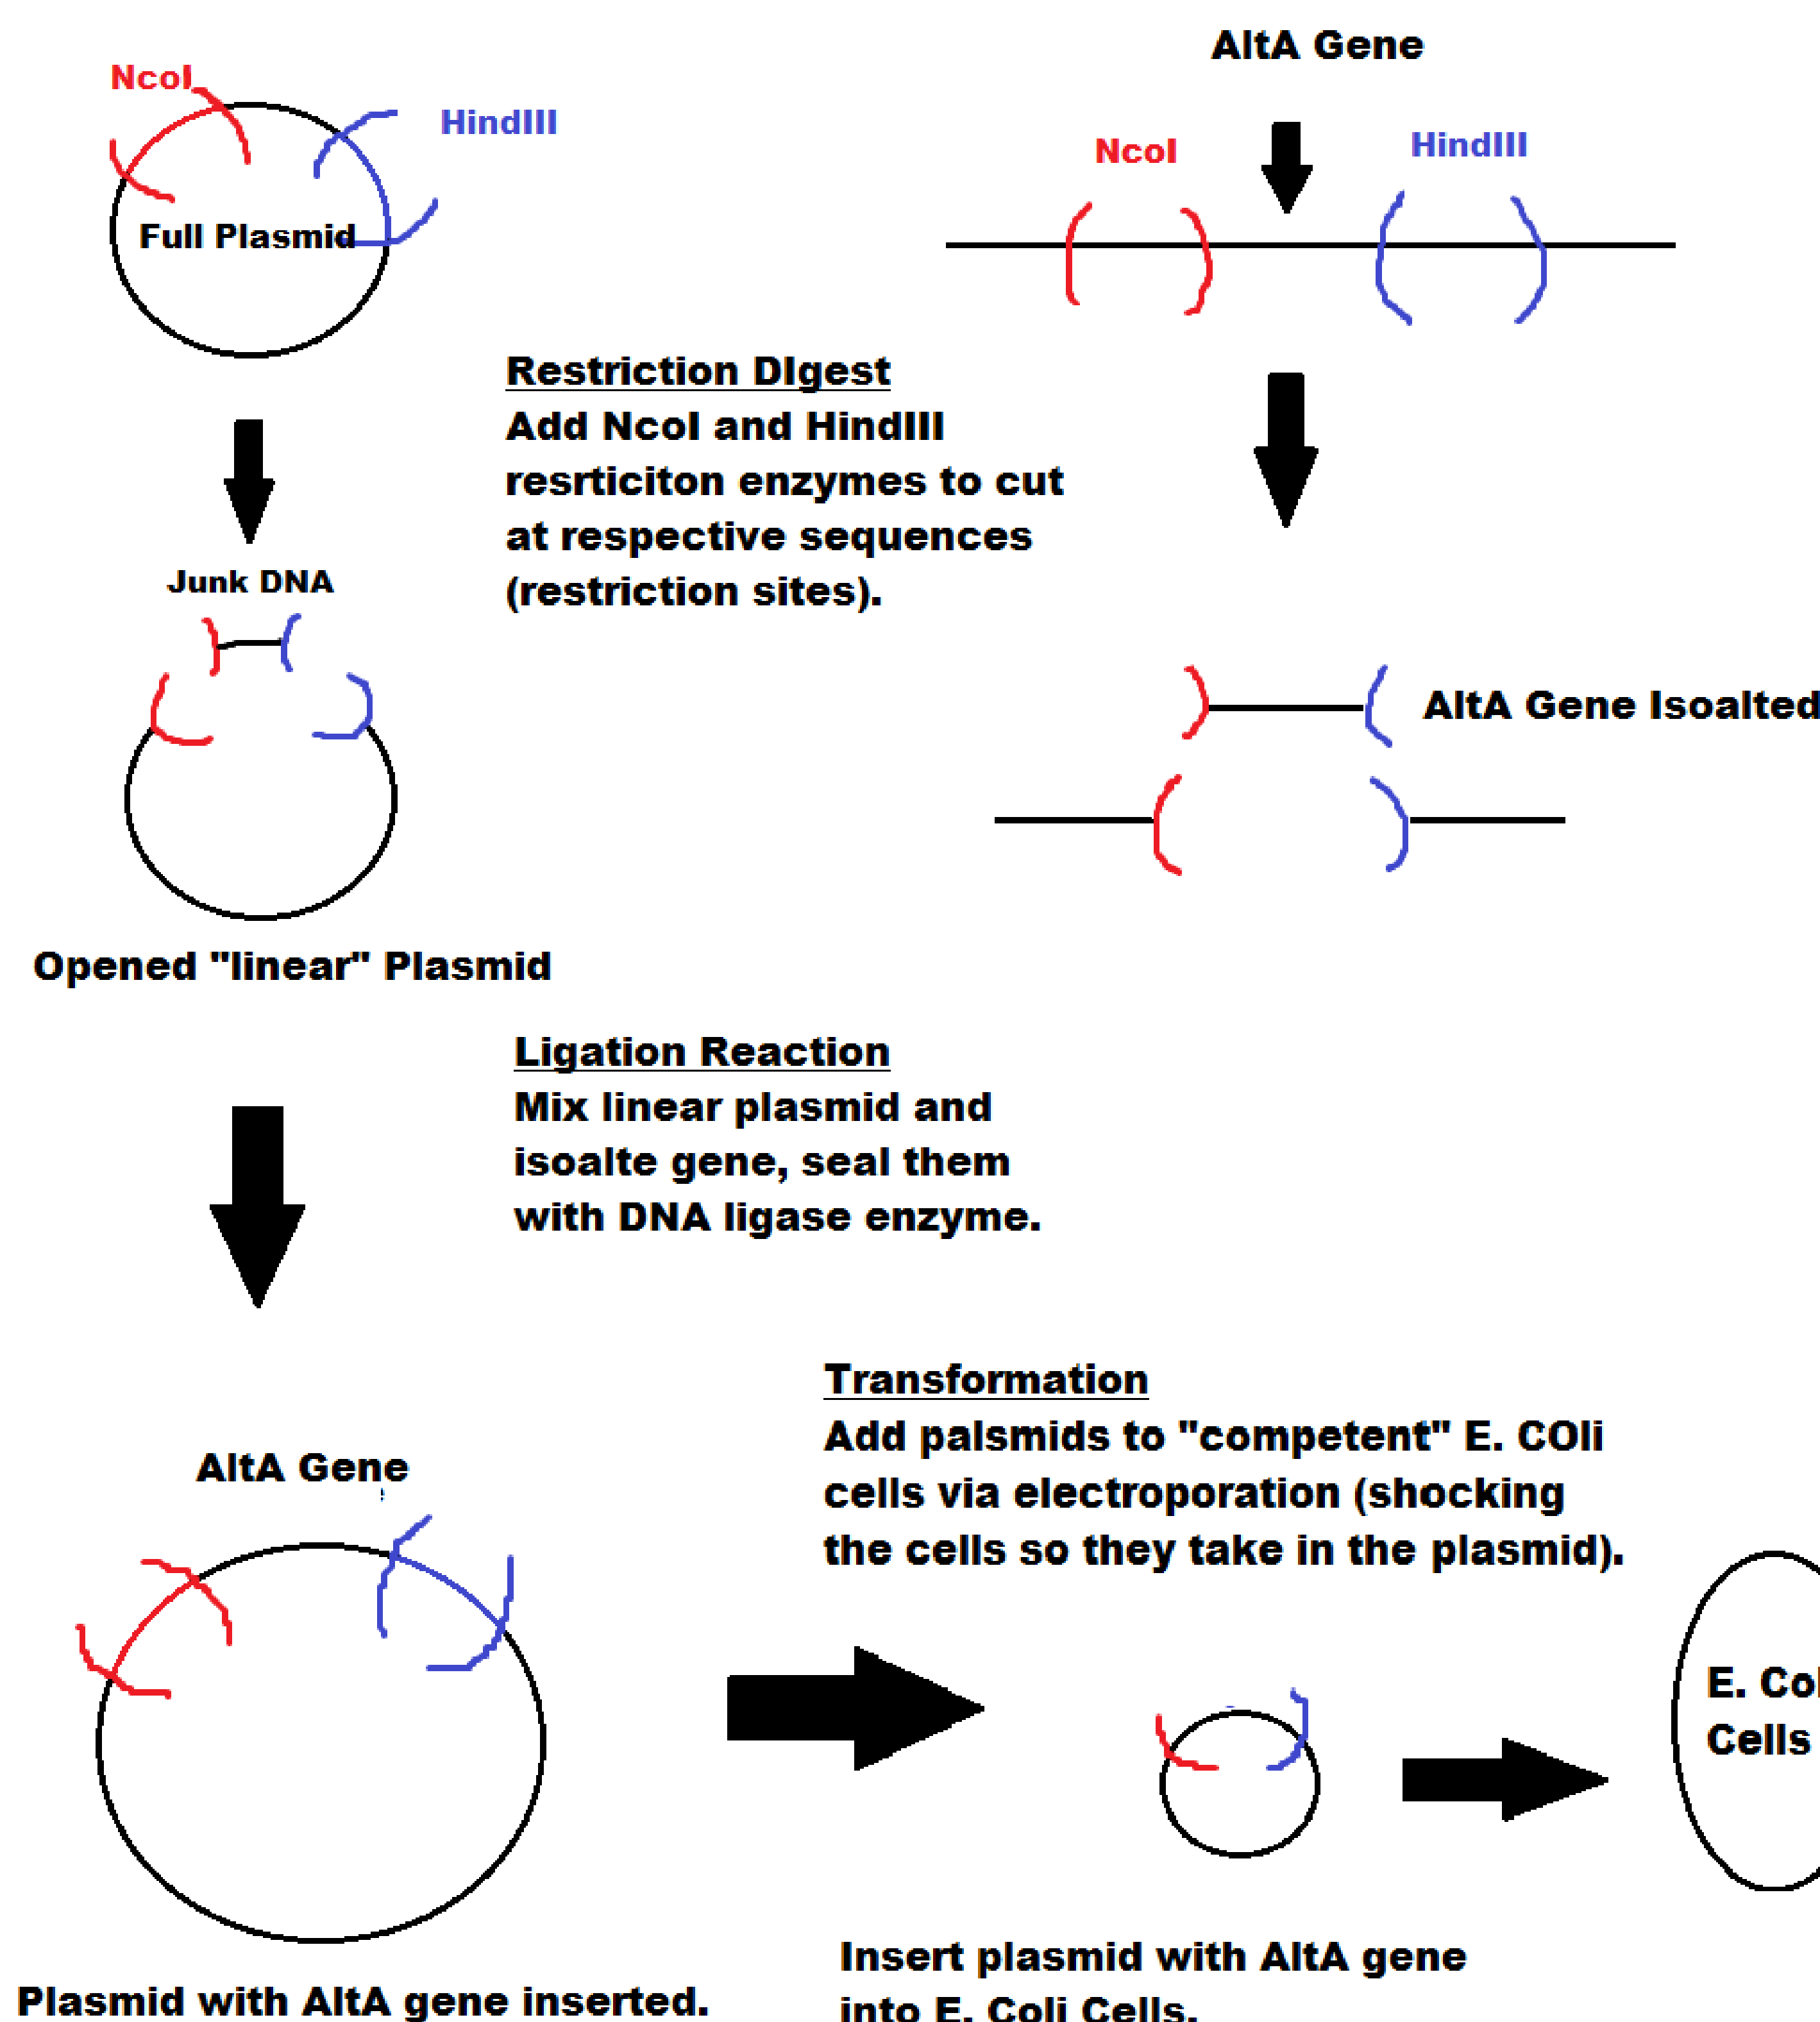 AltA Gene
NcoI
HindIII
NcoI
HindIII
Full Plasmid
Restriction DIgest
Add NcoI and HindIII
resrticiton enzymes to cut
at respective sequences
(restriction sites).
Junk DNA
AltA Gene Isoalted
Opened "linear" Plasmid
Ligation Reaction
Mix linear plasmid and
isoalte gene, seal them
with DNA ligase enzyme.
Transformation
Add palsmids to "competent" E. COli
cells via electroporation (shocking
the cells so they take in the plasmid).
AltA Gene
E.
Cells
Insert plasmid with AltA gene
into E. Coli Cells.
Plasmid with AltA gene inserted.